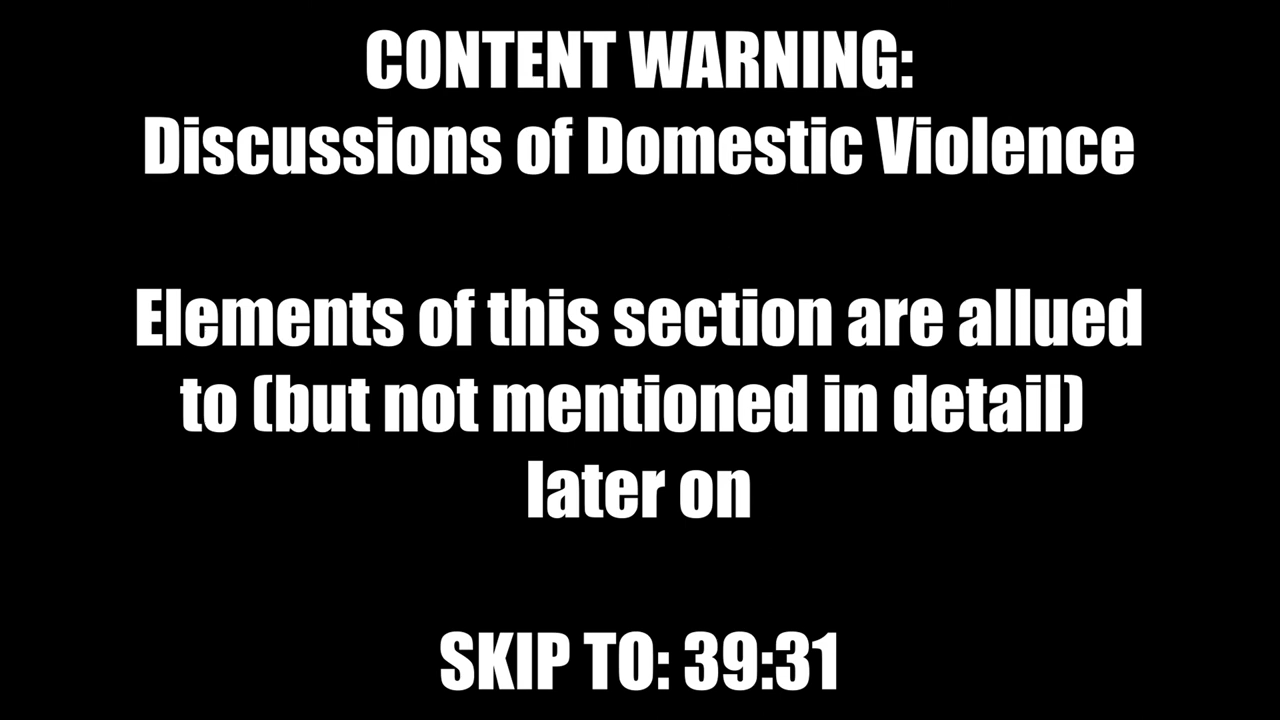 CONTENT WARNING:
Discussions of Domestic Violence
Elements of this section are allued
to (but not mentioned in detail)
later on
SKIP TO: 39:31